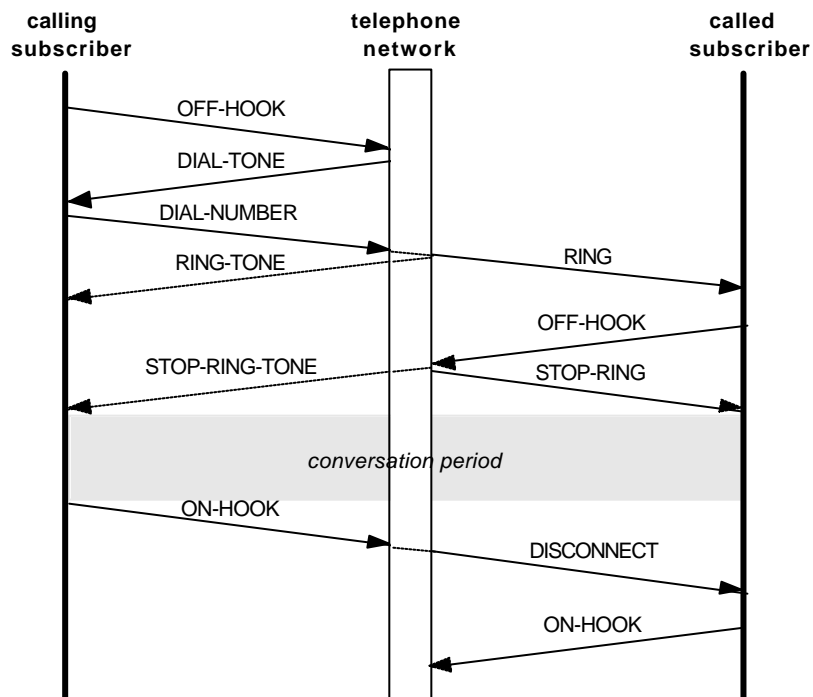 calling
subscriber
telephone
network
called
subscriber
OFF-HOOK
DIAL-TONE
DIAL-NUMBER
RING-TONE
RING
OFF-HOOK
STOP-RING-TONE
STOP-RING
conversation period
ON-HOOK
DISCONNECT
ON-HOOK